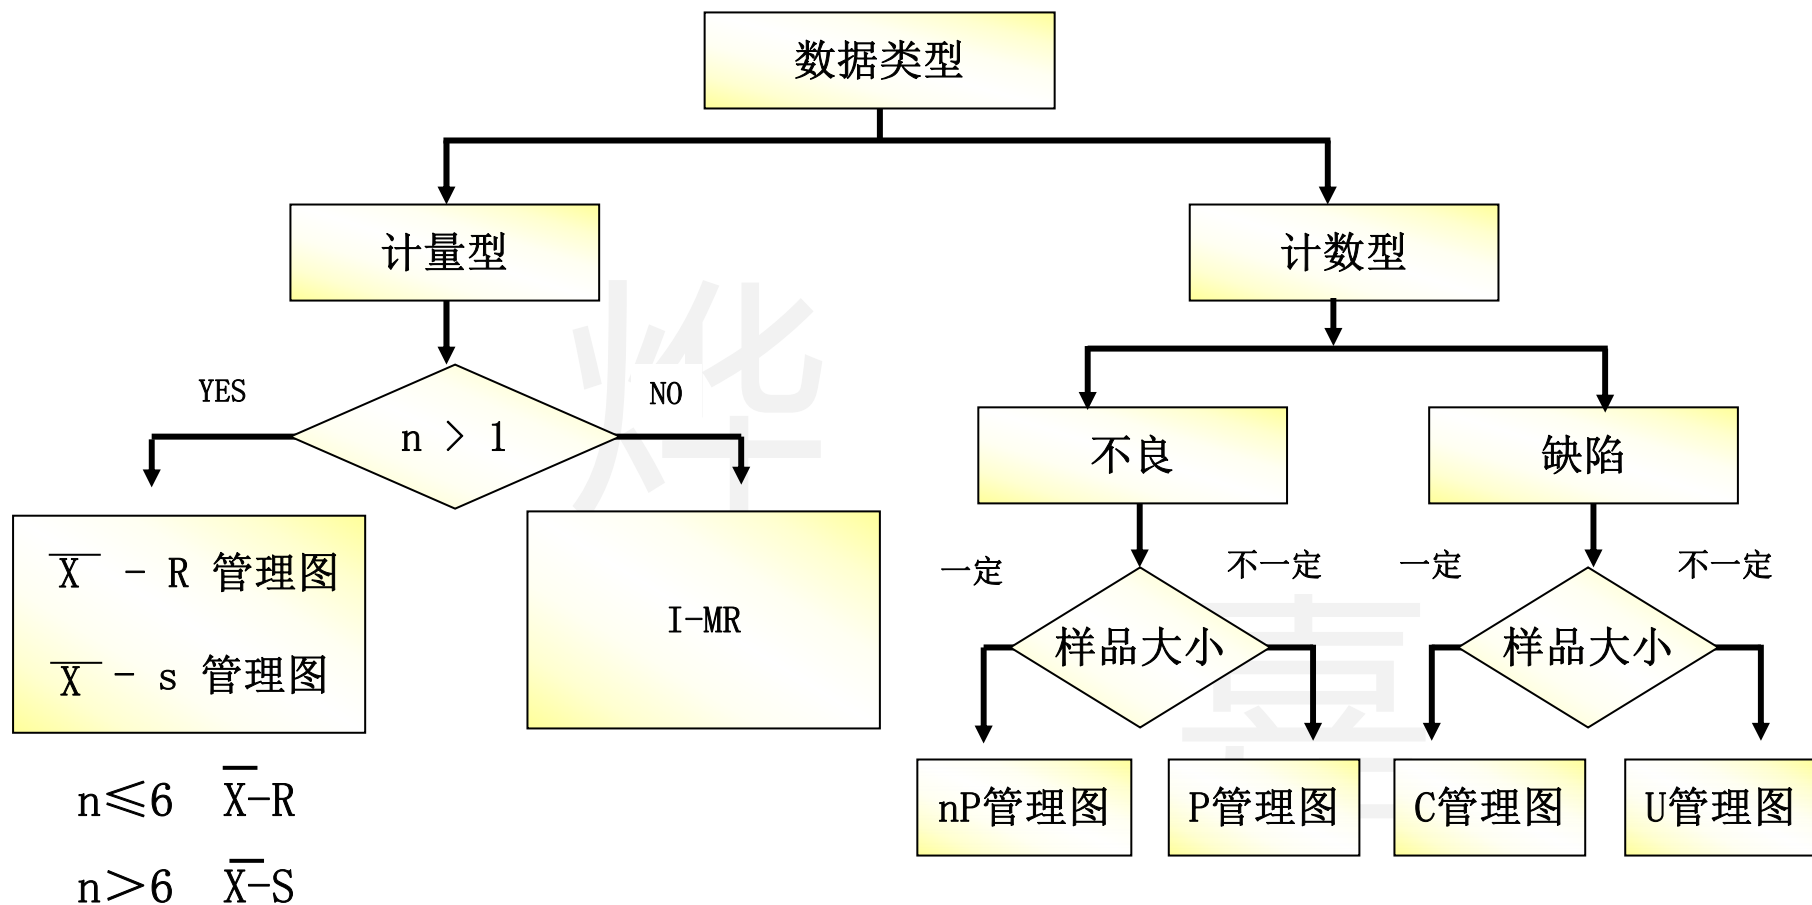 数据类型
计量型
计数型
YES
n > 1
NO
不良
缺陷
X̄ - R 管理图
X̄ - s 管理图
I-MR
一定
样品大小
不一定
一定
样品大小
不一定
nP管理图
P管理图
C管理图
U管理图
n≤6 X̄-R
n>6 X̄-S
烨
喜